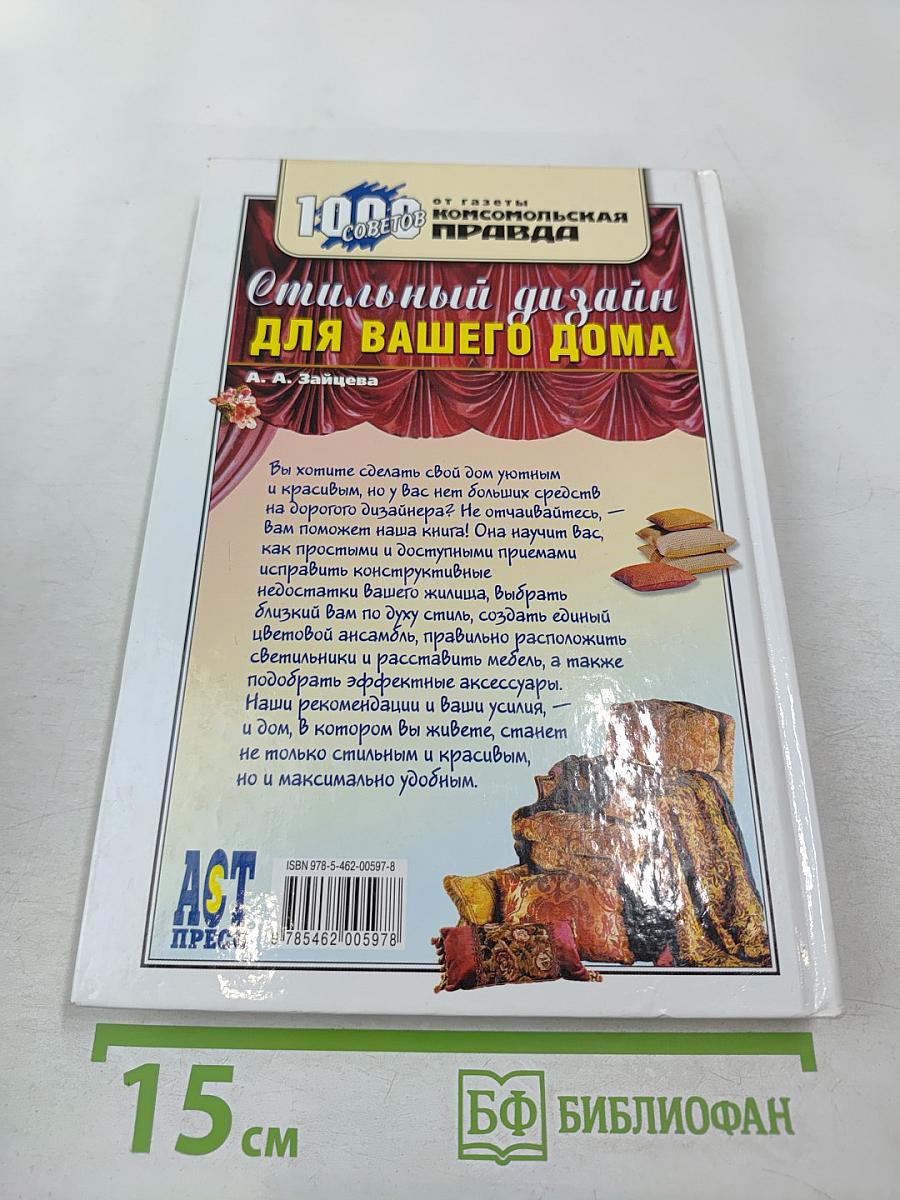 1000
СОВЕТОВ
от газеты
КОМСОМОЛЬСКАЯ
ПРАВДА
Стильный дизайн
ДЛЯ ВАШЕГО ДОМА
А. А. Зайцева
Вы хотите сделать свой дом уютным
и красивым, но у вас нет больших средств
на дорогого дизайнера? Не отчаивайтесь, —
вам поможет наша книга! Она научит вас,
как простыми и доступными приемами
исправить конструктивные
недостатки вашего жилища, выбрать
близкий вам по духу стиль, создать единый
цветовой ансамбль, правильно расположить
светильники и расставить мебель, а также
подобрать эффектные аксессуары.
Наши рекомендации и ваши усилия, —
и дом, в котором вы живете, станет
не только стильным и красивым,
но и максимально удобным.
АСТ
ПРЕСС
ISBN 978-5-462-00597-8
9 785462 005978
15 см
БФ БИБЛИОФАН